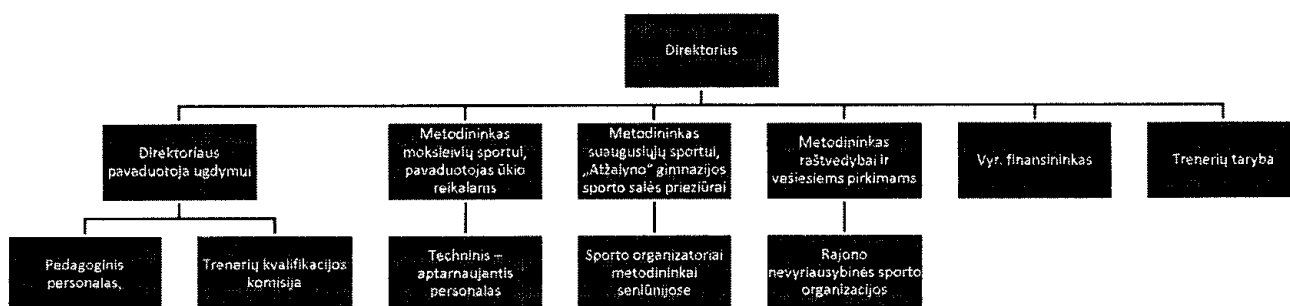 Direktorius
Direktoriaus
pavaduotoja ugdymui
Metodininkas
moksleivių sportui,
pavaduotojas ūkio
reikalams
Metodininkas
suaugusiųjų sportui,
„Atžalyno“ gimnazijos
sporto salės priežiūrai
Metodininkas
raštvedybai ir
vešiesiems pirkimams
Vyr. finansininkas
Trenerių taryba
Pedagoginis
personalas,
Trenerių kvalifikacijos
komisija
Techninis –
aptarnaujantis
personalas
Sporto organizatoriai
metodininkai
seniūnijose
Rajono
nevyriausybinės sporto
organizacijos